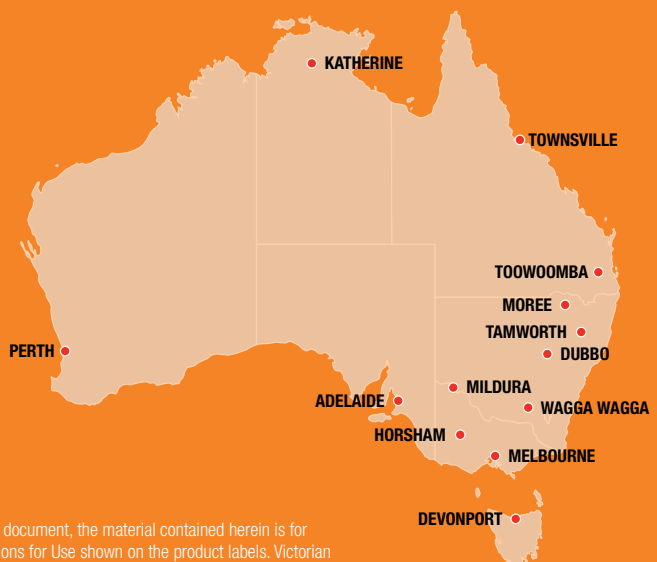 KATHERINE
TOWNSVILLE
TOOWOOMBA
MOREE
TAMWORTH
PERTH
DUBBO
MILDURA
ADELAIDE
WAGGA WAGGA
HORSHAM
MELBOURNE
DEVONPORT
document, the material contained herein is for
ons for Use shown on the product labels. Victorian